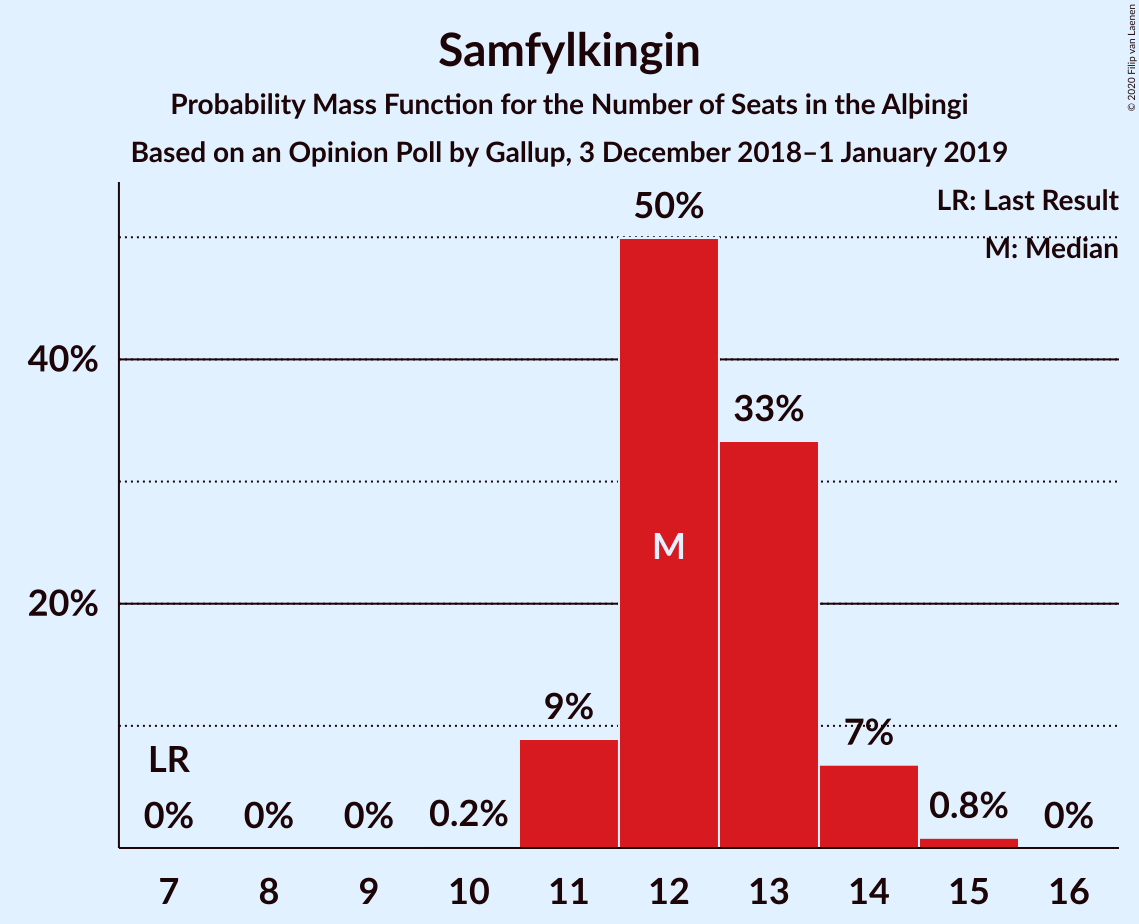 Samfylkingin
Probability Mass Function for the Number of Seats in the Alþingi
Based on an Opinion Poll by Gallup, 3 December 2018–1 January 2019
© 2020 Filip van Laenen
LR: Last Result
M: Median
50%
40%
33%
M
20%
9%
7%
LR
0% 0% 0% 0.2% 0.8% 0%
7 8 9 10 11 12 13 14 15 16